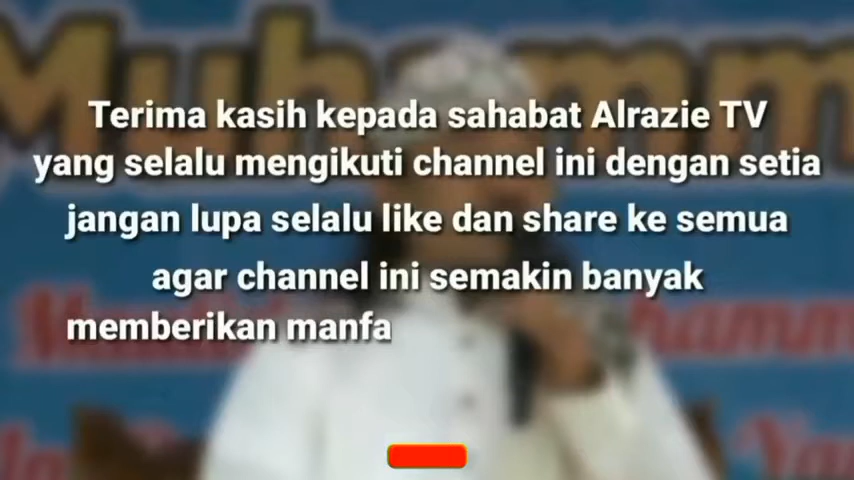 Muhamm
Terima kasih kepada sahabat Alrazie TV
yang selalu mengikuti channel ini dengan setia
jangan lupa selalu like dan share ke semua
agar channel ini semakin banyak
memberikan manfa